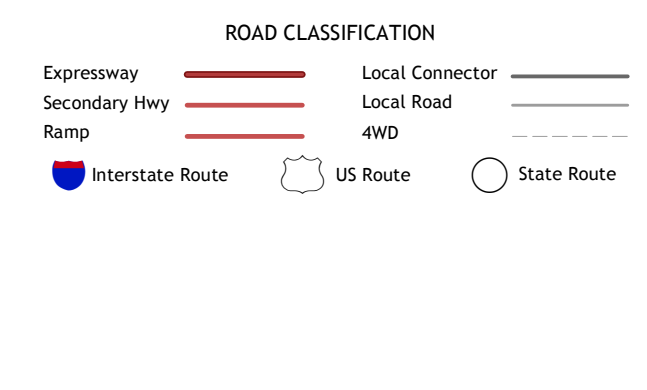 ROAD CLASSIFICATION
Expressway
Local Connector
Secondary Hwy
Local Road
Ramp
4WD
Interstate Route
US Route
State Route